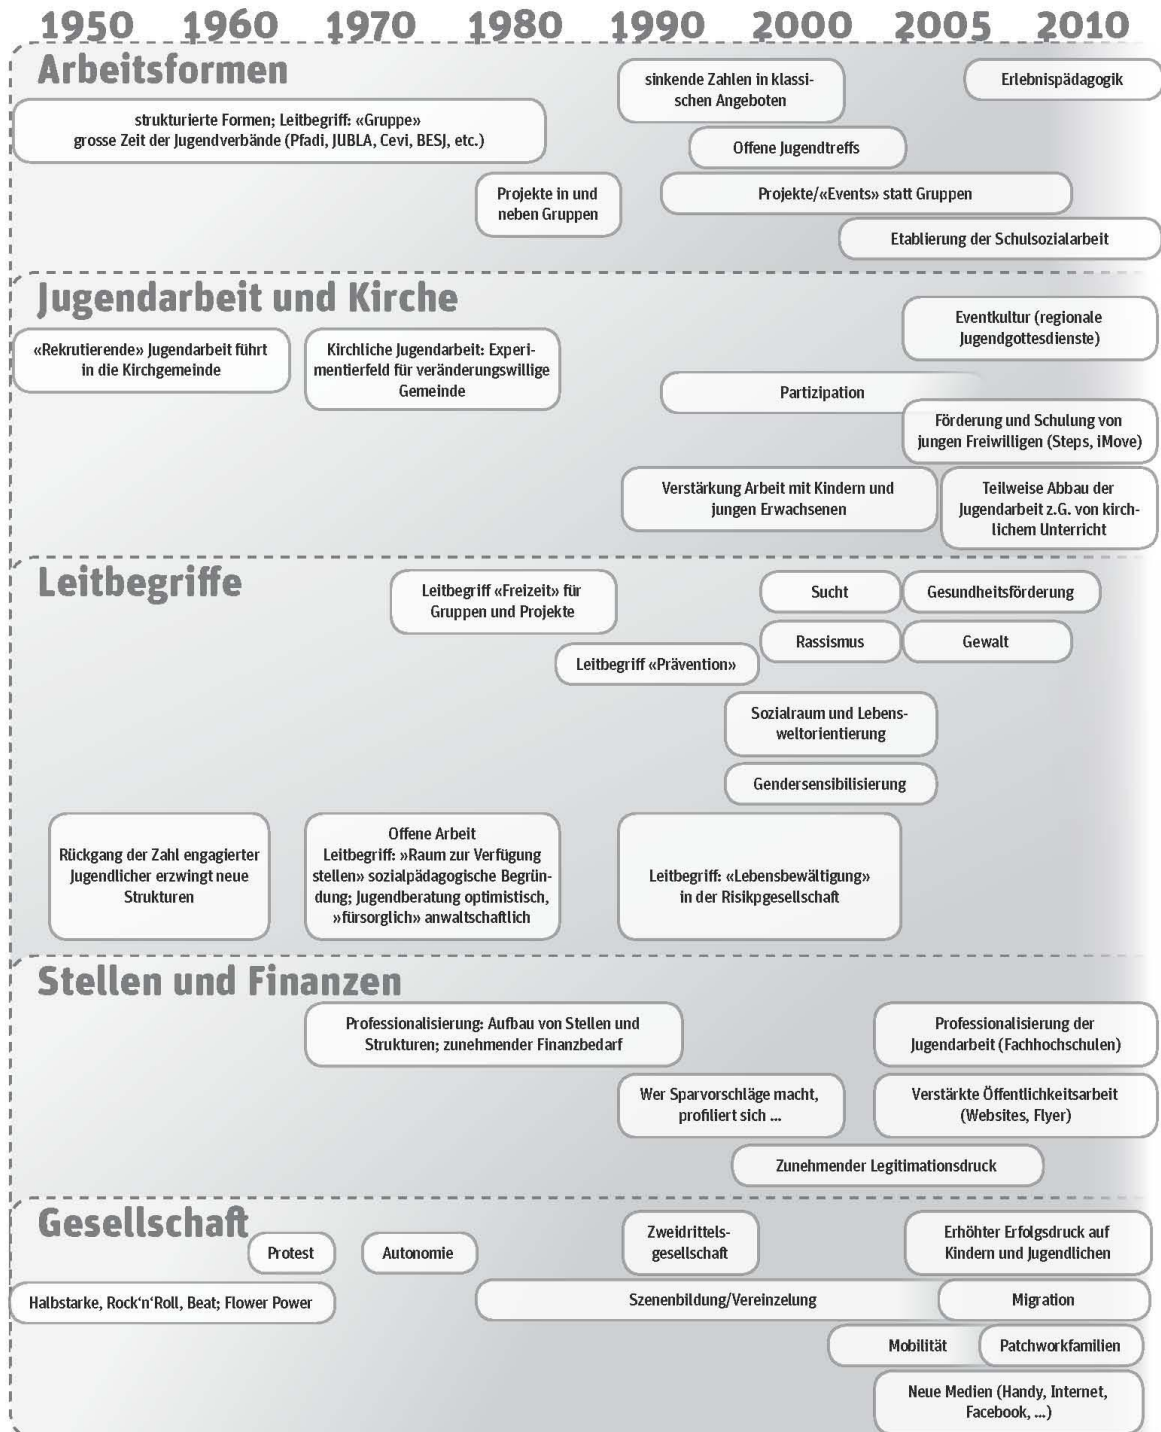 1950 1960 1970 1980 1990 2000 2005 2010
Arbeitsformen
sinkende Zahlen in klassi-
schen Angeboten
Erlebnispädagogik
strukturierte Formen; Leitbegriff: «Gruppe»
grosse Zeit der Jugendverbände (Pfadi, JUBLA, Cevi, BESJ, etc.)
Offene Jugendtreffs
Projekte in und
neben Gruppen
Projekte/«Events» statt Gruppen
Etablierung der Schulsozialarbeit
Jugendarbeit und Kirche
Eventkultur (regionale
Jugendgottesdienste)
«Rekrutierende» Jugendarbeit führt
in die Kirchgemeinde
Kirchliche Jugendarbeit: Experi-
mentierfeld für veränderungswillige
Gemeinde
Partizipation
Förderung und Schulung von
jungen Freiwilligen (Steps, iMove)
Verstärkung Arbeit mit Kindern und
jungen Erwachsenen
Teilweise Abbau der
Jugendarbeit z.G. von kirch-
lichem Unterricht
Leitbegriffe
Leitbegriff «Freizeit» für
Gruppen und Projekte
Sucht
Gesundheitsförderung
Rassismus
Gewalt
Leitbegriff «Prävention»
Sozialraum und Lebens-
weltorientierung
Gendersensibilisierung
Rückgang der Zahl engagierter
Jugendlicher erzwingt neue
Strukturen
Offene Arbeit
Leitbegriff: »Raum zur Verfügung
stellen» sozialpädagogische Begrün-
dung; Jugendberatung optimistisch,
»fürsorglich» anwaltschaftlich
Leitbegriff: «Lebensbewältigung»
in der Risikpgesellschaft
Stellen und Finanzen
Professionalisierung: Aufbau von Stellen und
Strukturen; zunehmender Finanzbedarf
Professionalisierung der
Jugendarbeit (Fachhochschulen)
Wer Sparvorschläge macht,
profiliert sich ...
Verstärkte Öffentlichkeitsarbeit
(Websites, Flyer)
Zunehmender Legitimationsdruck
Gesellschaft
Protest
Autonomie
Zweidrittels-
gesellschaft
Erhöhter Erfolgsdruck auf
Kindern und Jugendlichen
Halbstarke, Rock‘n‘Roll, Beat; Flower Power
Szenenbildung/Vereinzelung
Migration
Mobilität
Patchworkfamilien
Neue Medien (Handy, Internet,
Facebook, ...)